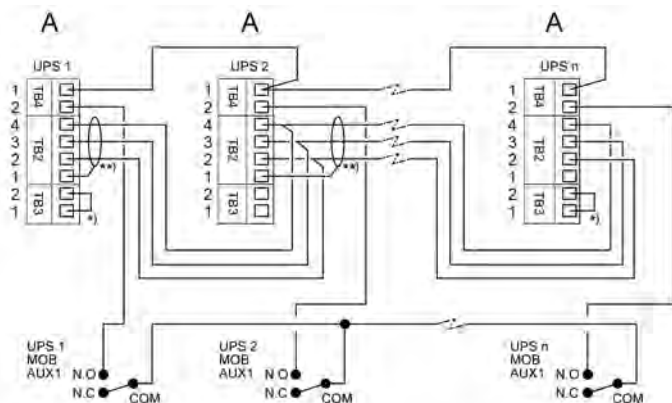 A A A
UPS 1 UPS 2 UPS n
1 TB4 1 TB4 1 TB4
2 2 2
4 4 4
3 TB2 3 TB2 3 TB2
2 2 2
1 **) 1 **) 1
2 TB3 2 TB3 2 TB3
1 *) 1 1 *)
UPS 1 UPS 2 UPS n
MOB MOB MOB
AUX1 N.O AUX1 N.O AUX1 N.O
N.C COM N.C COM N.C COM